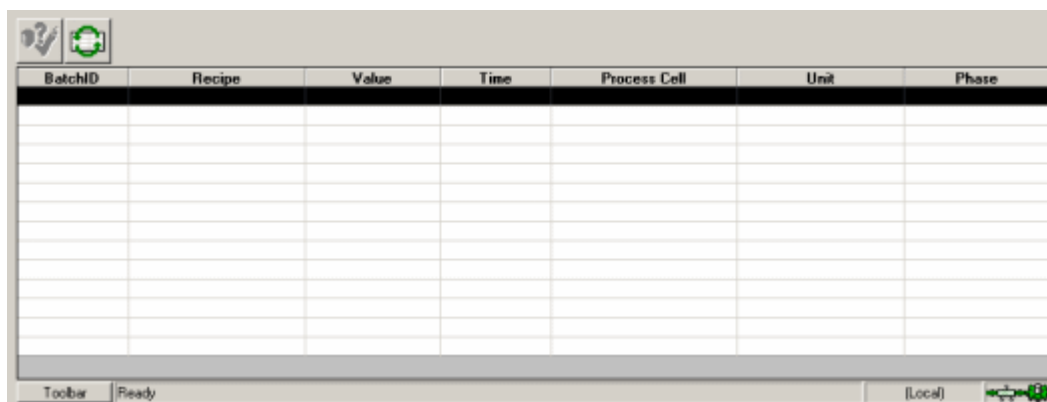 BatchID Recipe Value Time Process Cell Unit Phase
Toolbar Ready (Local)